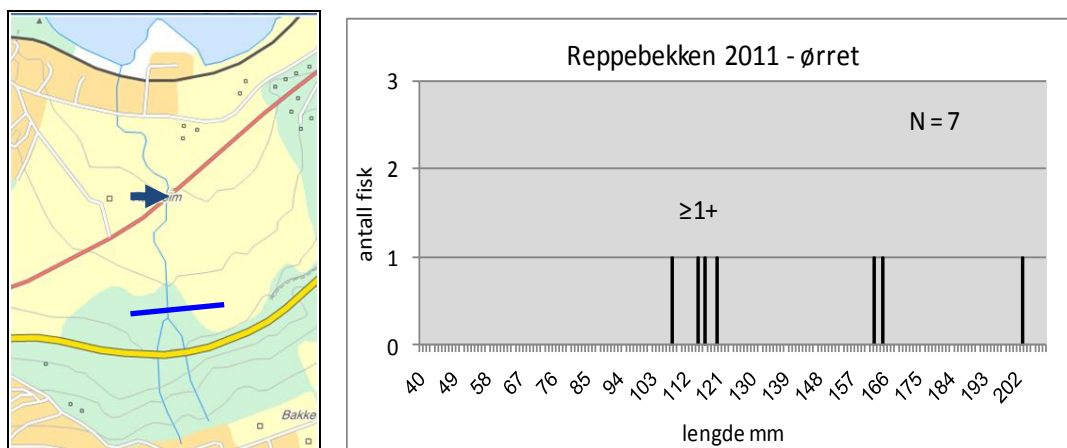 Bakke
Reppebekken 2011 - ørret
N = 7
≥1+
antall fisk
3
2
1
0
40 49 58 67 76 85 94 103 112 121 130 139 148 157 166 175 184 193 202
lengde mm